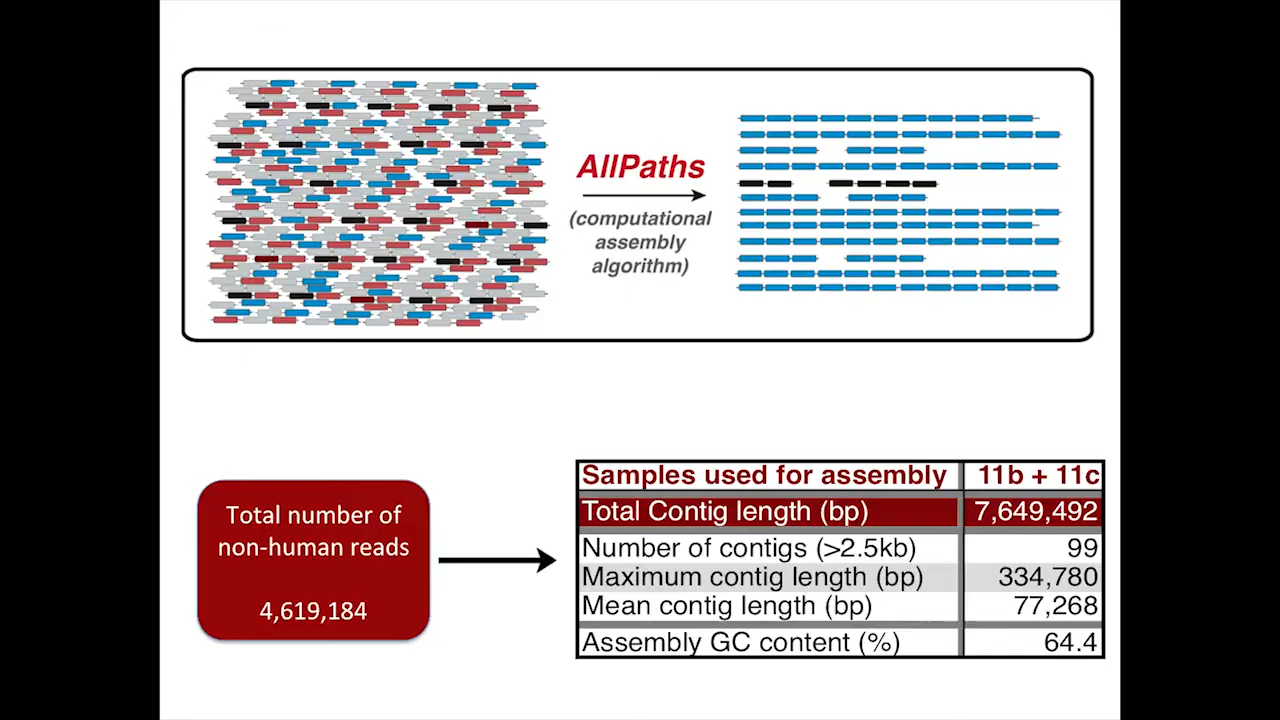 AllPaths
(computational
assembly
algorithm)
Total number of
non-human reads
4,619,184
Samples used for assembly 11b + 11c
Total Contig length (bp) 7,649,492
Number of contigs (>2.5kb) 99
Maximum contig length (bp) 334,780
Mean contig length (bp) 77,268
Assembly GC content (%) 64.4